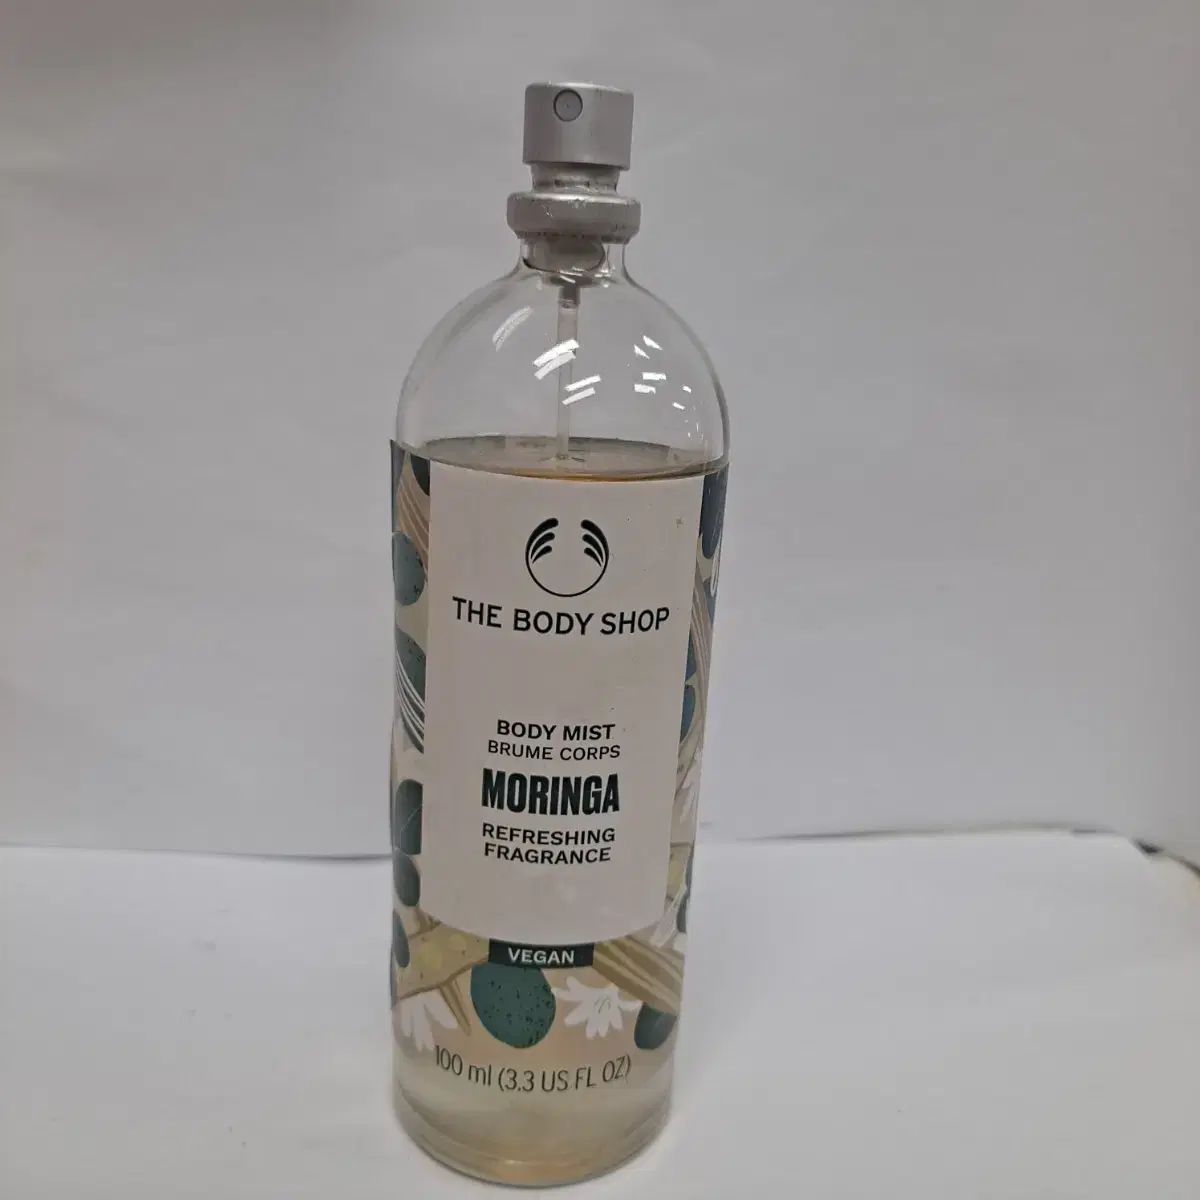 THE BODY SHOP
BODY MIST
BRUME CORPS
MORINGA
REFRESHING
FRAGRANCE
VEGAN
100 ml (3.3 US FL OZ)